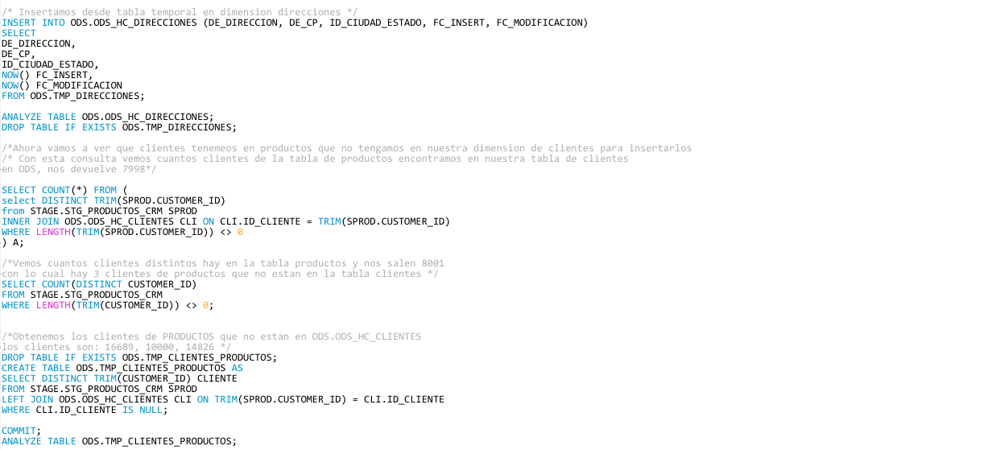 /* Insertamos desde tabla temporal en dimension direcciones */
INSERT INTO ODS.ODS_HC_DIRECCIONES (DE_DIRECCION, DE_CP, ID_CIUDAD_ESTADO, FC_INSERT, FC_MODIFICACION)
SELECT
DE_DIRECCION,
DE_CP,
ID_CIUDAD_ESTADO,
NOW() FC_INSERT,
NOW() FC_MODIFICACION
FROM ODS.TMP_DIRECCIONES;
ANALYZE TABLE ODS.ODS_HC_DIRECCIONES;
DROP TABLE IF EXISTS ODS.TMP_DIRECCIONES;
/*Ahora vamos a ver que clientes tenemeos en productos que no tengamos en nuestra dimension de clientes para insertarlos
/* Con esta consulta vemos cuantos clientes de la tabla de productos encontramos en nuestra tabla de clientes
en ODS, nos devuelve 7998*/
SELECT COUNT(*) FROM (
select DISTINCT TRIM(SPROD.CUSTOMER_ID)
from STAGE.STG_PRODUCTOS_CRM SPROD
INNER JOIN ODS.ODS_HC_CLIENTES CLI ON CLI.ID_CLIENTE = TRIM(SPROD.CUSTOMER_ID)
WHERE LENGTH(TRIM(SPROD.CUSTOMER_ID)) <> 0
) A;
/*Vemos cuantos clientes distintos hay en la tabla productos y nos salen 8001
con lo cual hay 3 clientes de productos que no estan en la tabla clientes */
SELECT COUNT(DISTINCT CUSTOMER_ID)
FROM STAGE.STG_PRODUCTOS_CRM
WHERE LENGTH(TRIM(CUSTOMER_ID)) <> 0;
/*Obtenemos los clientes de PRODUCTOS que no estan en ODS.ODS_HC_CLIENTES
los clientes son: 16689, 10000, 14826 */
DROP TABLE IF EXISTS ODS.TMP_CLIENTES_PRODUCTOS;
CREATE TABLE ODS.TMP_CLIENTES_PRODUCTOS AS
SELECT DISTINCT TRIM(CUSTOMER_ID) CLIENTE
FROM STAGE.STG_PRODUCTOS_CRM SPROD
LEFT JOIN ODS.ODS_HC_CLIENTES CLI ON TRIM(SPROD.CUSTOMER_ID) = CLI.ID_CLIENTE
WHERE CLI.ID_CLIENTE IS NULL;
COMMIT;
ANALYZE TABLE ODS.TMP_CLIENTES_PRODUCTOS;